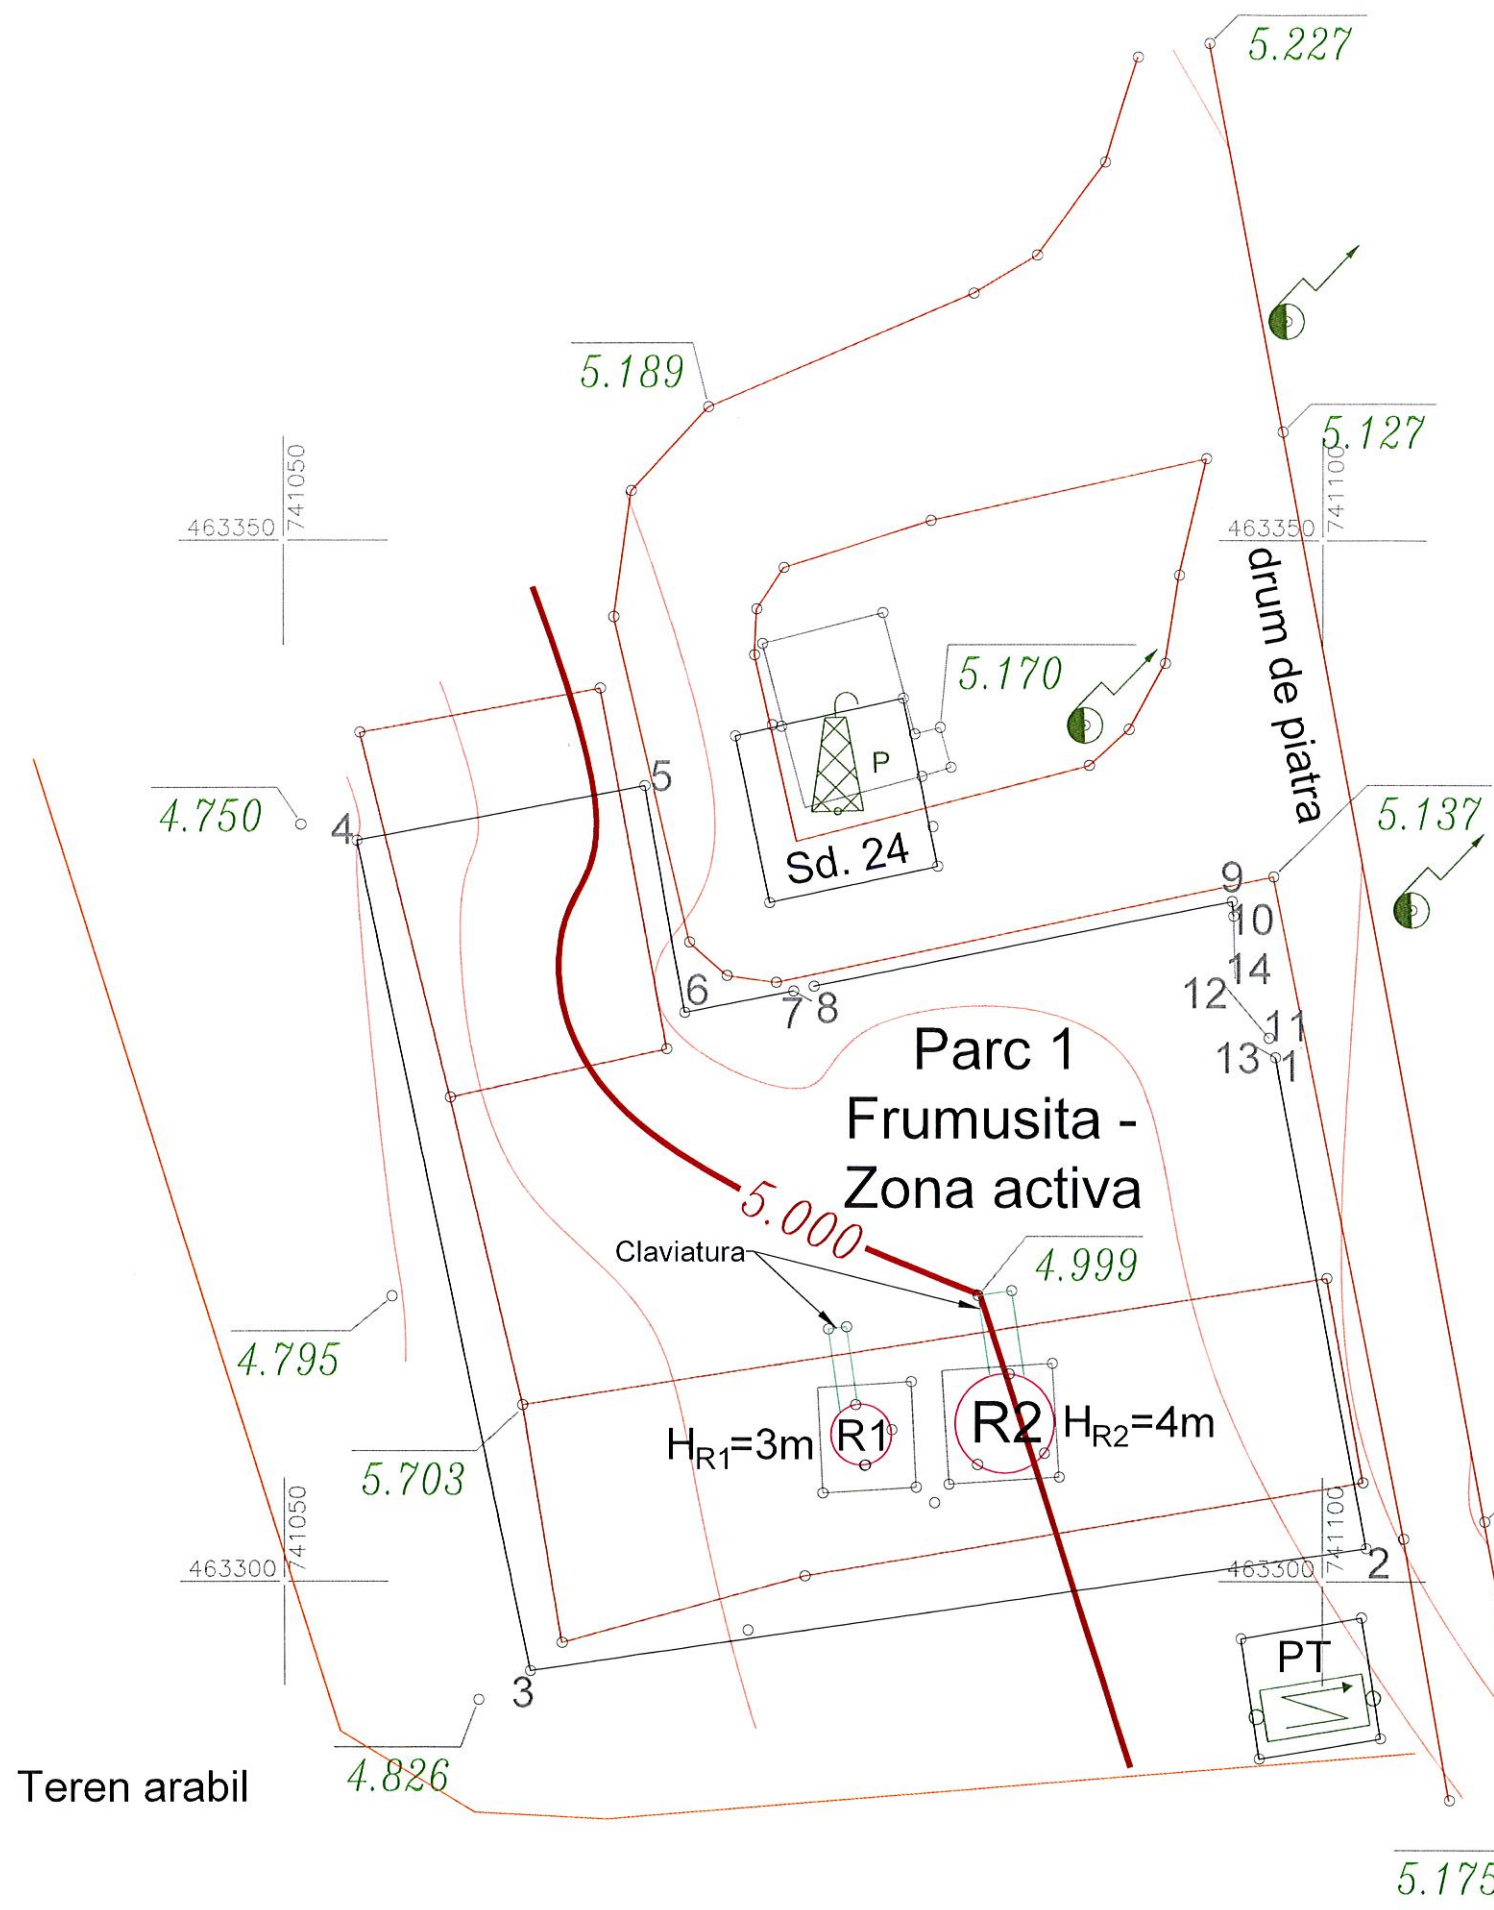 5.227
5.189
5.127
741050
741100
463350
463350
drum de piatra
5.170
P
5
4.750
4
5.137
Sd. 24
9
10
14
6
12
7
8
11
13
1
Parc 1
Frumusita -
Zona activa
5.000
Claviatura
4.999
4.795
R1
R2
HR1=3m
HR2=4m
5.703
741050
741100
463300
463300
2
PT
3
4.826
Teren arabil
5.175